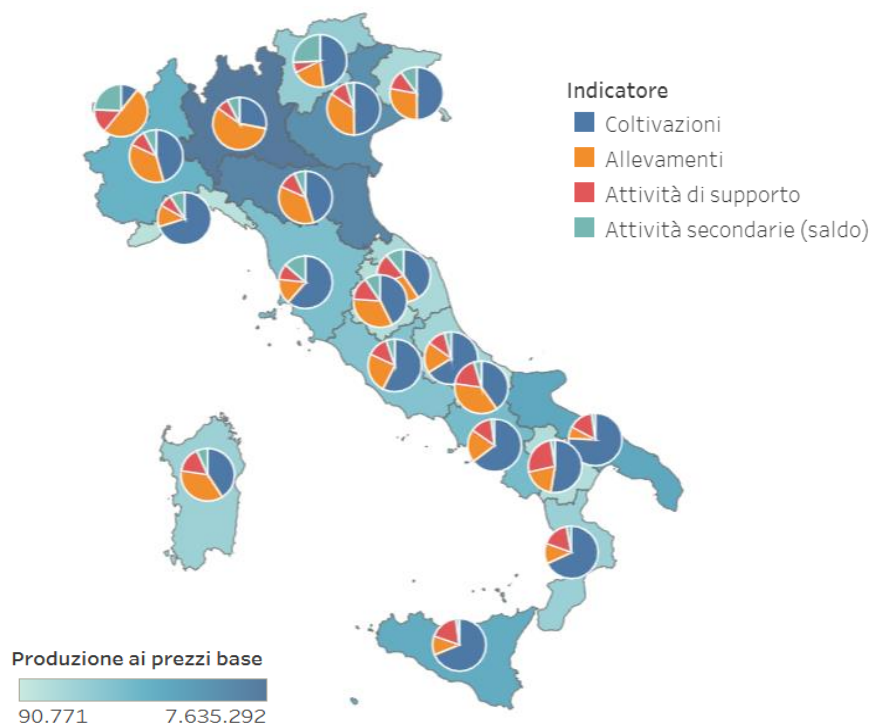 Indicatore
Coltivazioni
Allevamenti
Attività di supporto
Attività secondarie (saldo)
Produzione ai prezzi base
90.771 7.635.292